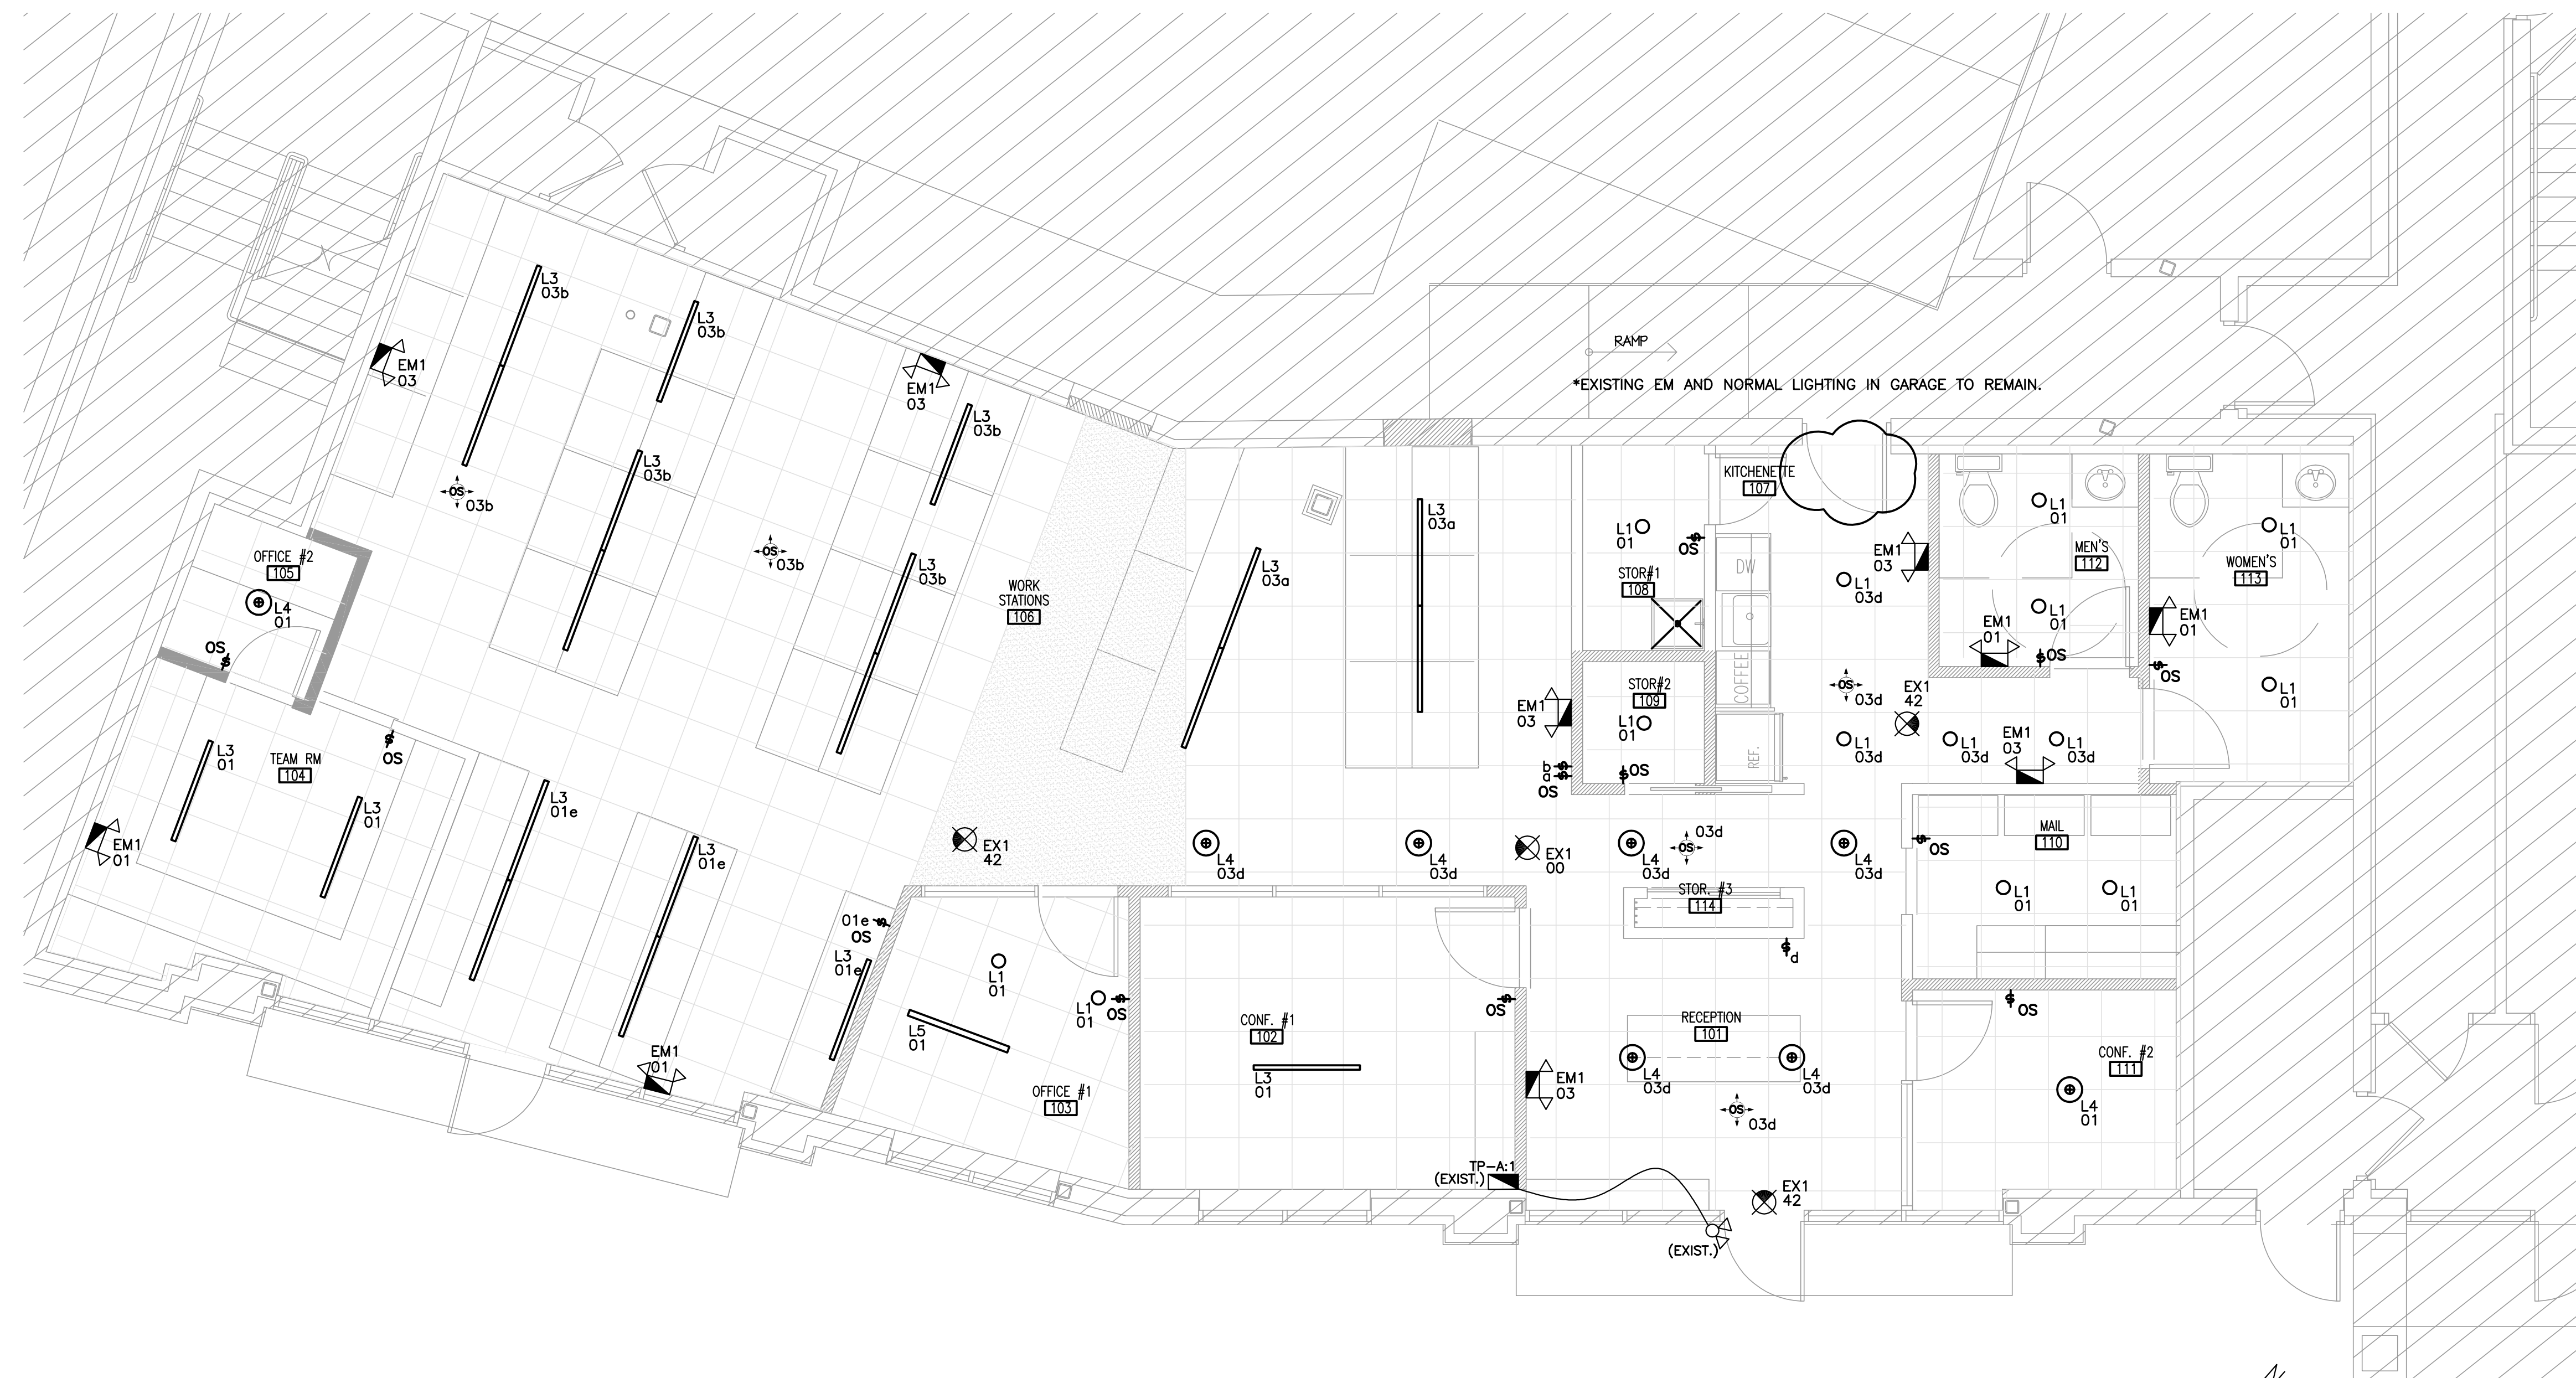 L3
03b
L3
03b
RAMP
*EXISTING EM AND NORMAL LIGHTING IN GARAGE TO REMAIN.
EM1
03
EM1
03
L3
03b
L3
03b
OS
03b
OS
03b
L3
03b
L3
03a
L3
03a
KITCHENETTE
107
L1
01
OS
STOR#1
108
DW
COFFEE
REF.
EM1
03
L1
03d
L1
01
MEN'S
112
L1
01
EM1
01
OS
L1
01
WOMEN'S
113
EM1
01
OS
L1
01
OFFICE #2
105
L4
01
OS
WORK
STATIONS
106
STOR#2
109
L1
01
EM1
03
b
a
OS
OS
OS
03d
EX1
42
L1
03d
L1
03d
EM1
03
L1
03d
L3
01
TEAM RM
104
OS
L3
01
EM1
01
L3
01e
L3
01e
EX1
42
L4
03d
L4
03d
EX1
00
L4
03d
OS
03d
L4
03d
OS
MAIL
110
L1
01
L1
01
STOR. #3
114
d
01e
OS
L3
01e
L1
01
L1
01
OS
L5
01
OFFICE #1
103
EM1
01
CONF. #1
102
L3
01
OS
RECEPTION
101
L4
03d
L4
03d
EM1
03
OS
03d
OS
CONF. #2
111
L4
01
TP-A:1
(EXIST.)
EX1
42
(EXIST.)